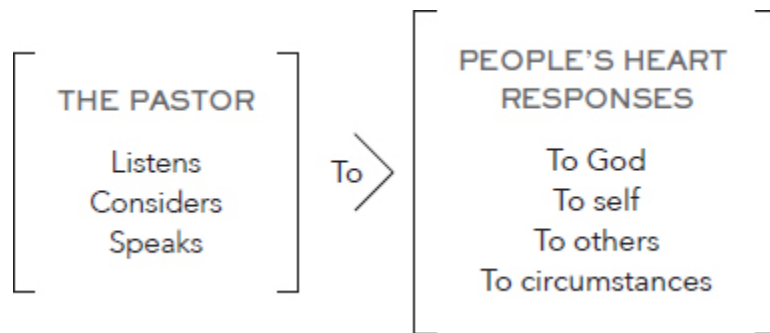 THE PASTOR
Listens
Considers
Speaks
To
PEOPLE'S HEART
RESPONSES
To God
To self
To others
To circumstances